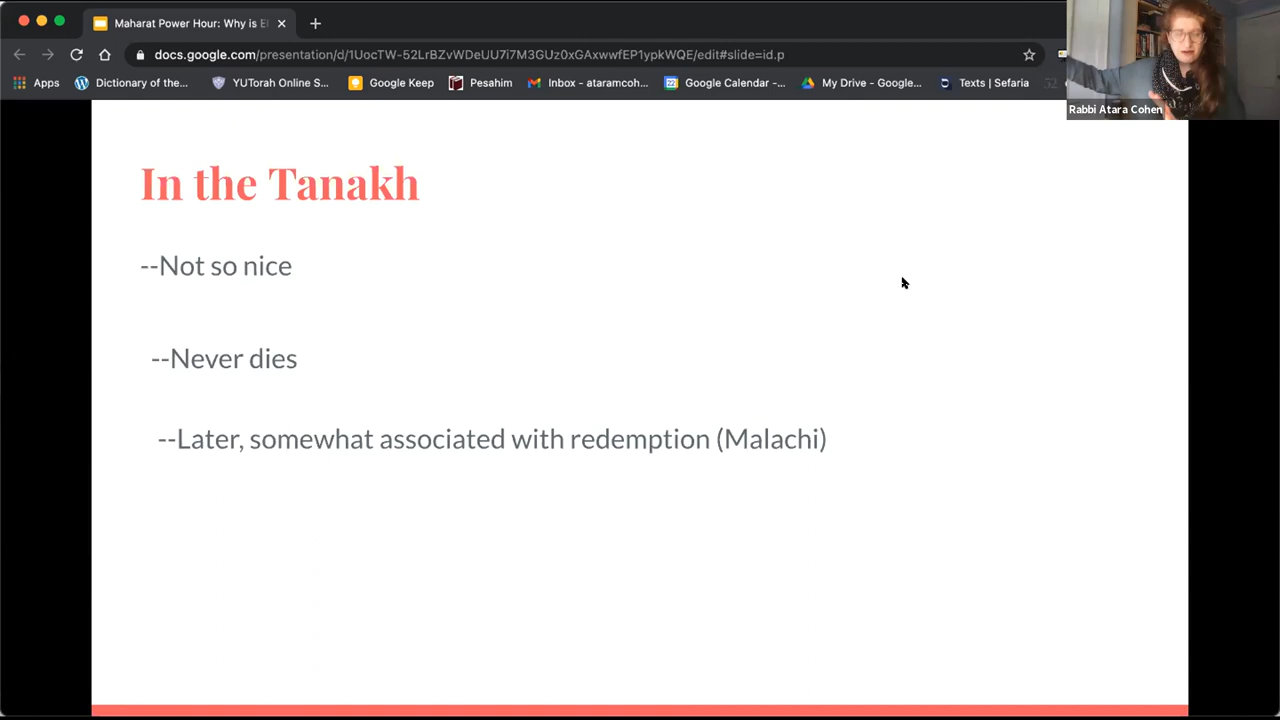 Maharat Power Hour: Why is El
docs.google.com/presentation/d/1UocTW-52LrBZvWDeUU7i7M3GUz0xGAxwwfEP1ypkWQE/edit#slide=id.p
Apps Dictionary of the... YUTorah Online S... Google Keep Pesahim Inbox - ataramcoh... Google Calendar -... My Drive - Google... Texts | Sefaria
Rabbi Atara Cohen
In the Tanakh
--Not so nice
--Never dies
--Later, somewhat associated with redemption (Malachi)